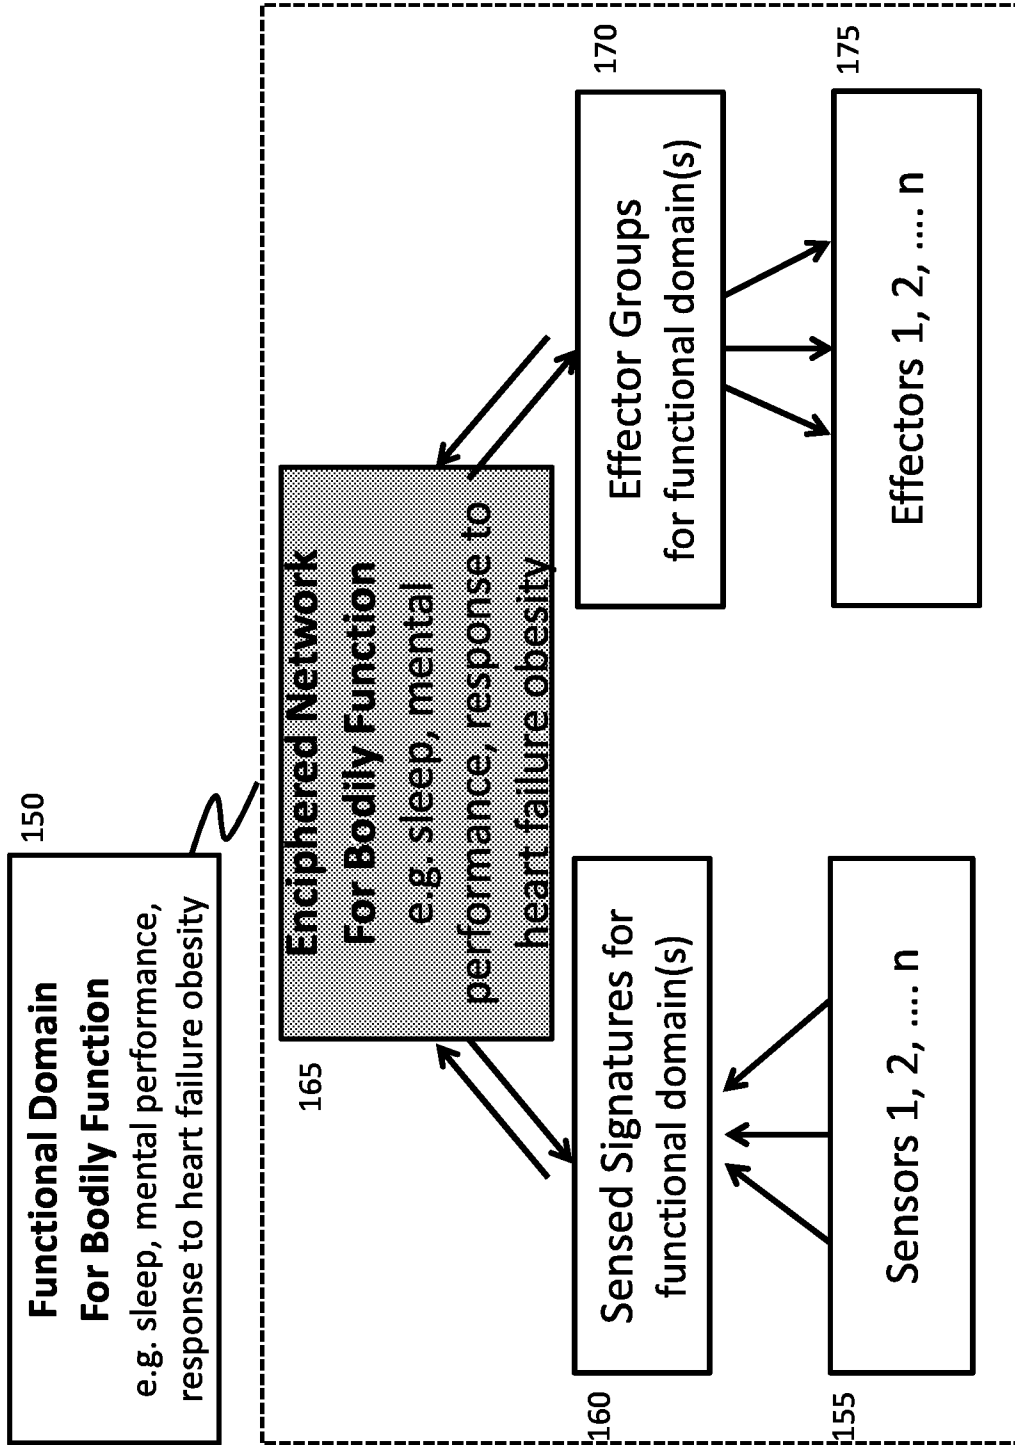 Functional Domain
For Bodily Function
e.g. sleep, mental performance,
response to heart failure obesity
150
165
Enciphered Network
For Bodily Function
e.g. sleep, mental
performance, response to
heart failure obesity
160
Sensed Signatures for
functional domain(s)
155
Sensors 1, 2, .... n
170
Effector Groups
for functional domain(s)
175
Effectors 1, 2, .... n